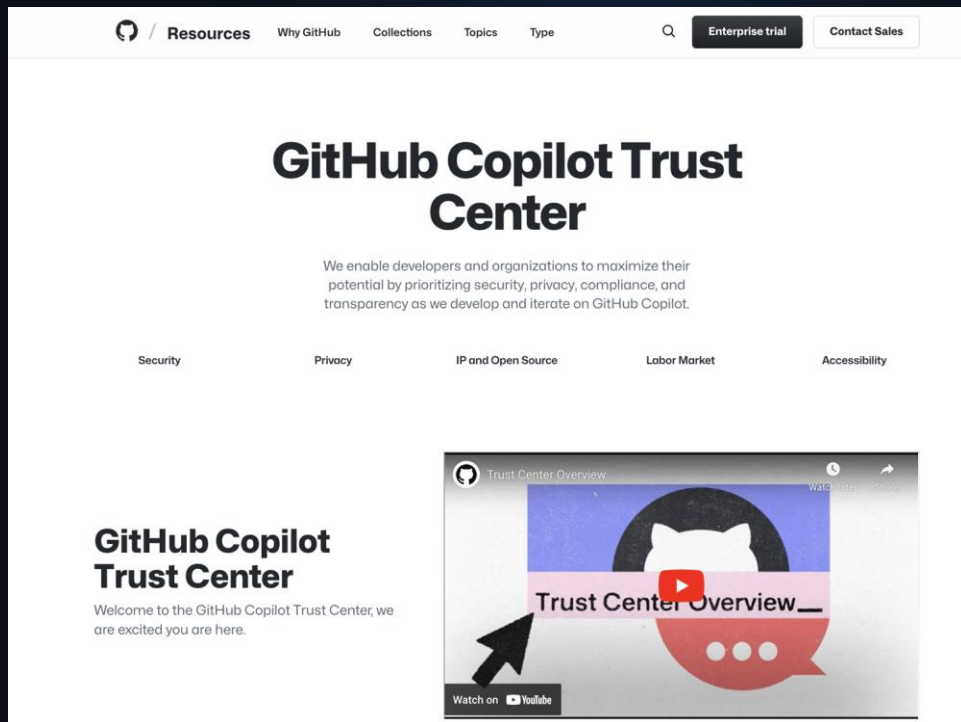 Resources Why GitHub Collections Topics Type Enterprise trial Contact Sales
GitHub Copilot Trust
Center
We enable developers and organizations to maximize their
potential by prioritizing security, privacy, compliance, and
transparency as we develop and iterate on GitHub Copilot.
Security Privacy IP and Open Source Labor Market Accessibility
Trust Center Overview
Watch later Share
GitHub Copilot
Trust Center
Welcome to the GitHub Copilot Trust Center, we
are excited you are here.
Trust Center Overview
Watch on YouTube